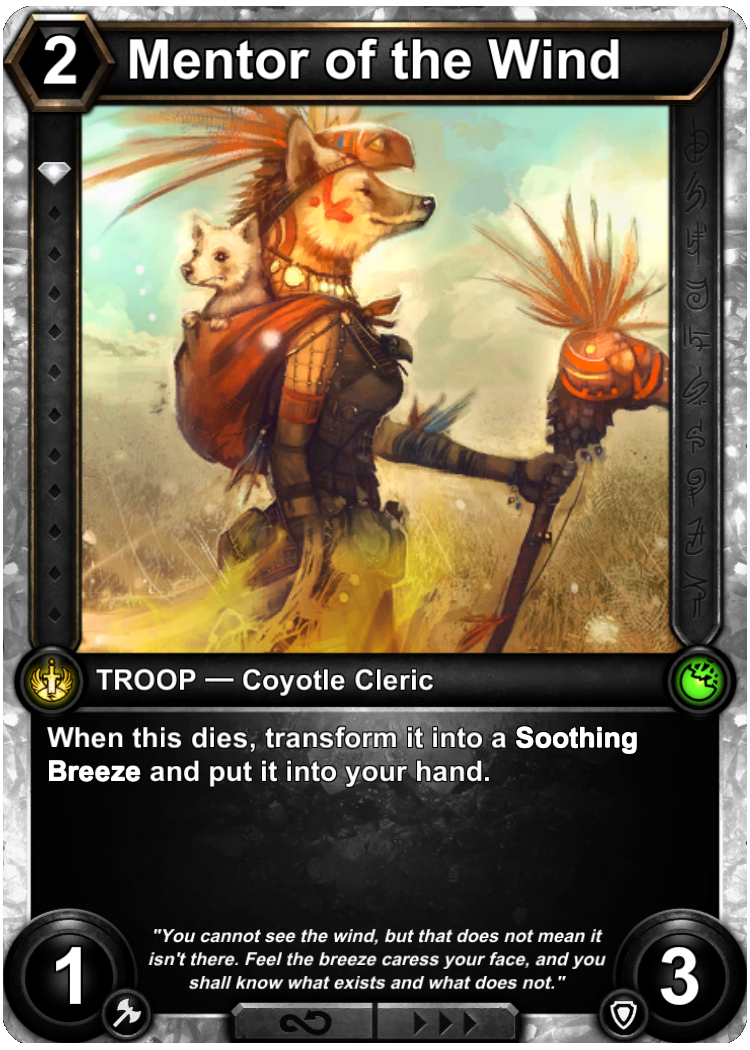 2
Mentor of the Wind
TROOP — Coyotle Cleric
When this dies, transform it into a Soothing
Breeze and put it into your hand.
"You cannot see the wind, but that does not mean it
isn't there. Feel the breeze caress your face, and you
shall know what exists and what does not."
1
3